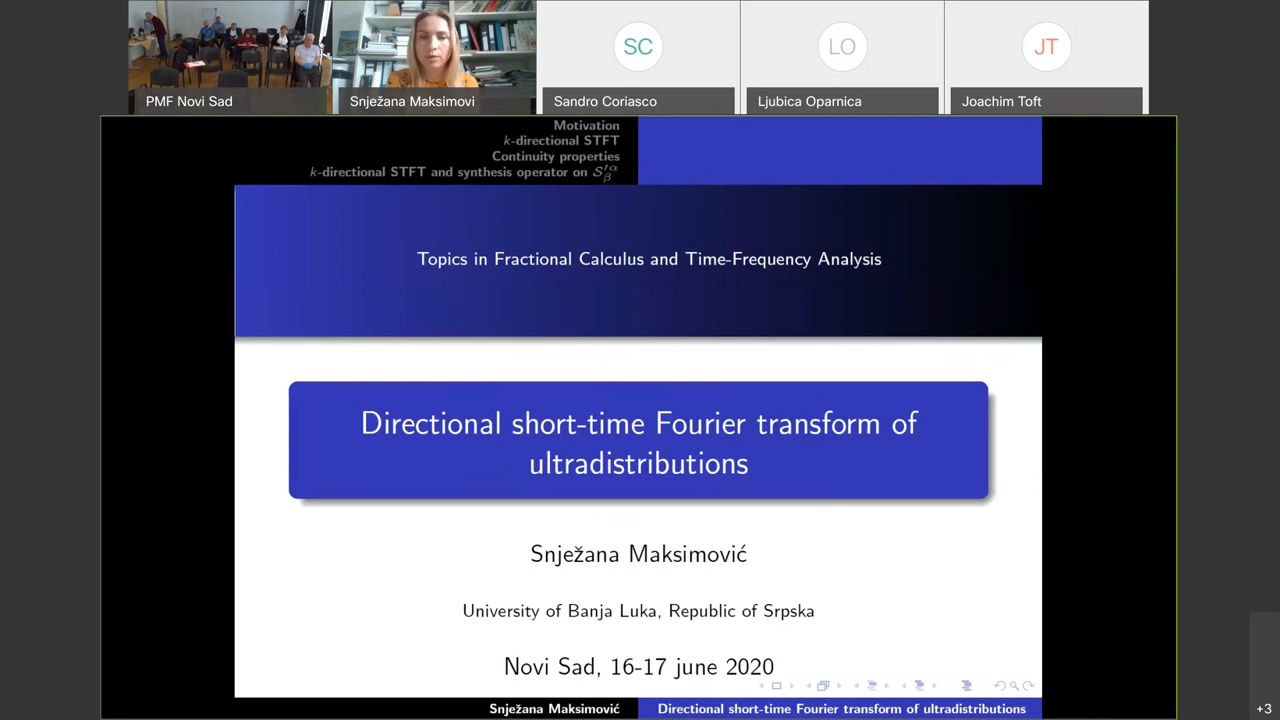 SC
LO
JT
PMF Novi Sad
Snježana Maksimovi
Sandro Coriasco
Ljubica Oparnica
Joachim Toft
Motivation
k-directional STFT
Continuity properties
k-directional STFT and synthesis operator on S′αβ
Topics in Fractional Calculus and Time-Frequency Analysis
Directional short-time Fourier transform of
ultradistributions
Snježana Maksimović
University of Banja Luka, Republic of Srpska
Novi Sad, 16-17 june 2020
Snježana Maksimović
Directional short-time Fourier transform of ultradistributions
+3